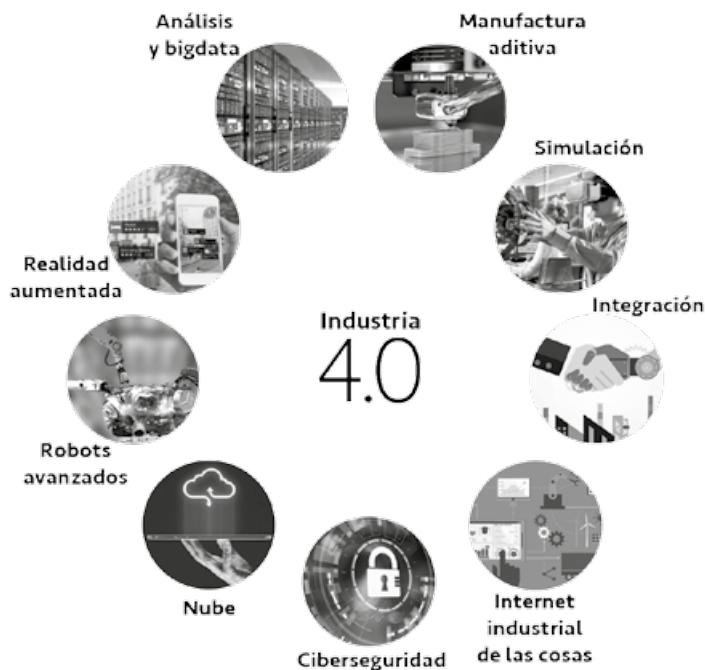 Análisis
y bigdata
Manufactura
aditiva
Simulación
Realidad
aumentada
Integración
Industria
4.0
Robots
avanzados
Nube
Internet
industrial
de las cosas
Ciberseguridad